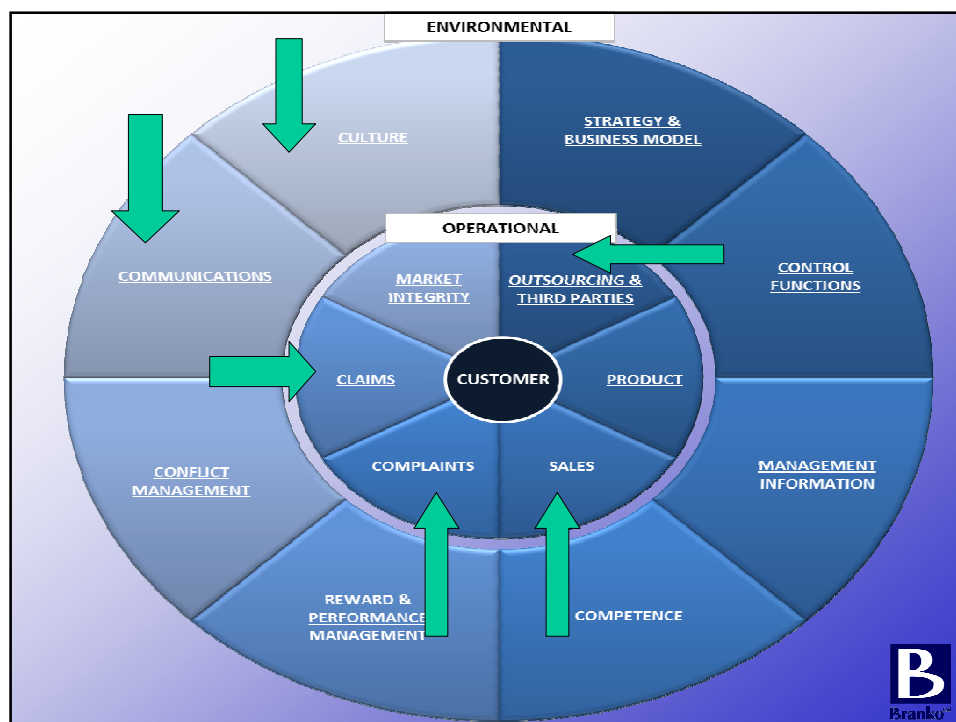 ENVIRONMENTAL
CULTURE
STRATEGY &
BUSINESS MODEL
COMMUNICATIONS
CONTROL
FUNCTIONS
OPERATIONAL
MARKET
INTEGRITY
OUTSOURCING &
THIRD PARTIES
CLAIMS
CUSTOMER
PRODUCT
COMPLAINTS
SALES
CONFLICT
MANAGEMENT
MANAGEMENT
INFORMATION
REWARD &
PERFORMANCE
MANAGEMENT
COMPETENCE
B
Branko™